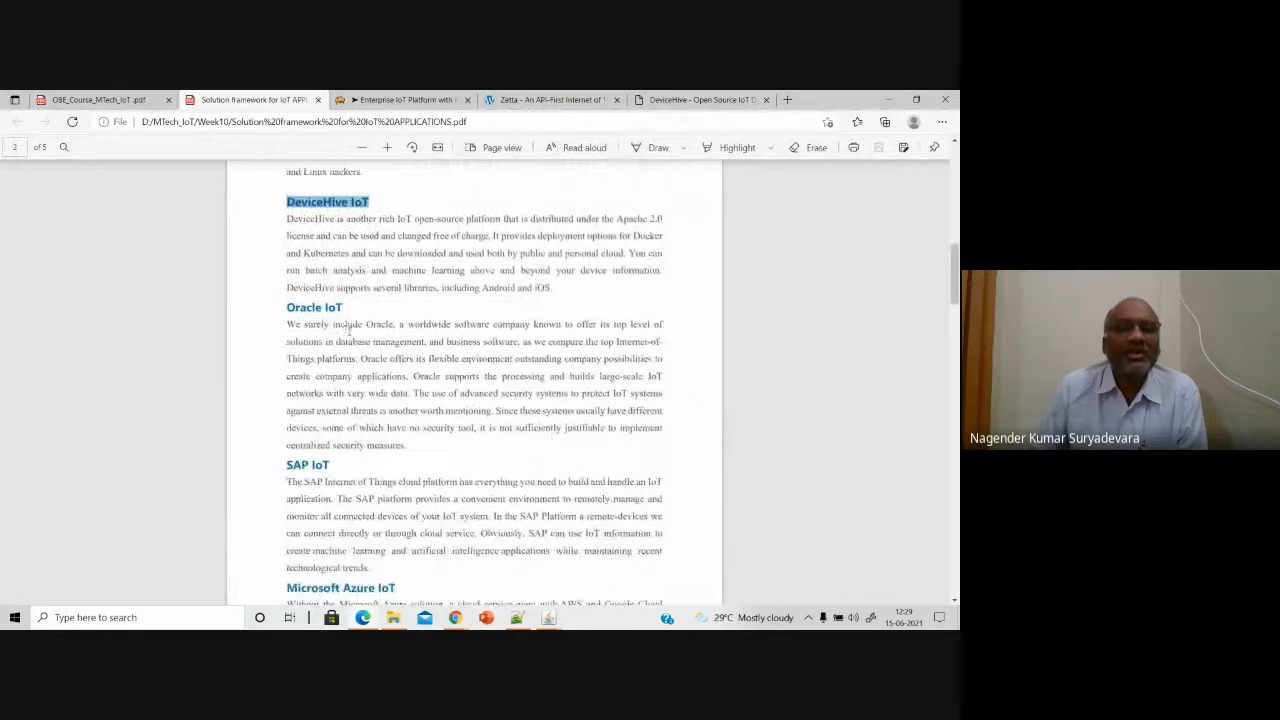 OBE_Course_MTech_IoT .pdf
Solution framework for IoT APPL
➤ Enterprise IoT Platform with F
Zetta - An API-First Internet of T
DeviceHive - Open Source IoT D
File
D:/MTech_IoT/Week10/Solution%20framework%20for%20IoT%20APPLICATIONS.pdf
2 of 5
Page view
Read aloud
Draw
Highlight
Erase
and Linux hackers.
DeviceHive IoT
DeviceHive is another rich IoT open-source platform that is distributed under the Apache 2.0
license and can be used and changed free of charge. It provides deployment options for Docker
and Kubernetes and can be downloaded and used both by public and personal cloud. You can
run batch analysis and machine learning above and beyond your device information.
DeviceHive supports several libraries, including Android and iOS.
Oracle IoT
We surely include Oracle, a worldwide software company known to offer its top level of
solutions in database management, and business software, as we compare the top Internet-of-
Things platforms. Oracle offers its flexible environment outstanding company possibilities to
create company applications. Oracle supports the processing and builds large-scale IoT
networks with very wide data. The use of advanced security systems to protect IoT systems
against external threats is another worth mentioning. Since these systems usually have different
devices, some of which have no security tool, it is not sufficiently justifiable to implement
centralized security measures.
SAP IoT
The SAP Internet of Things cloud platform has everything you need to build and handle an IoT
application. The SAP platform provides a convenient environment to remotely manage and
monitor all connected devices of your IoT system. In the SAP Platform a remote-devices we
can connect directly or through cloud service. Obviously, SAP can use IoT information to
create machine learning and artificial intelligence applications while maintaining recent
technological trends.
Microsoft Azure IoT
Without the Microsoft Azure solution, a cloud service giant with AWS and Google Cloud
Nagender Kumar Suryadevara
Type here to search
29°C Mostly cloudy
12:29
15-06-2021